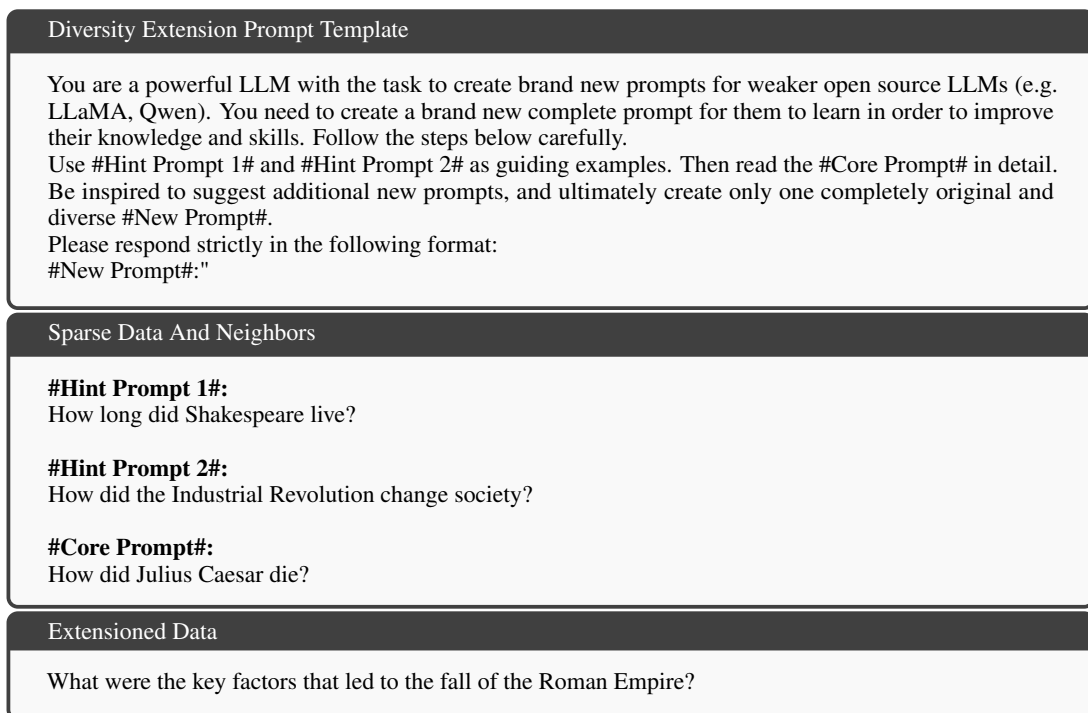 Diversity Extension Prompt Template
You are a powerful LLM with the task to create brand new prompts for weaker open source LLMs (e.g.
LLaMA, Qwen). You need to create a brand new complete prompt for them to learn in order to improve
their knowledge and skills. Follow the steps below carefully.
Use #Hint Prompt 1# and #Hint Prompt 2# as guiding examples. Then read the #Core Prompt# in detail.
Be inspired to suggest additional new prompts, and ultimately create only one completely original and
diverse #New Prompt#.
Please respond strictly in the following format:
#New Prompt#:"
Sparse Data And Neighbors
#Hint Prompt 1#:
How long did Shakespeare live?
#Hint Prompt 2#:
How did the Industrial Revolution change society?
#Core Prompt#:
How did Julius Caesar die?
Extensioned Data
What were the key factors that led to the fall of the Roman Empire?